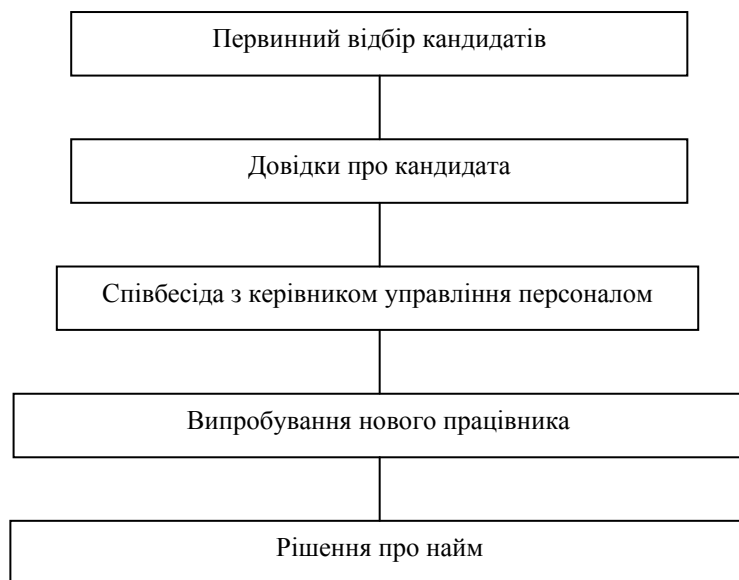 Первинний відбір кандидатів
Довідки про кандидата
Співбесіда з керівником управління персоналом
Випробування нового працівника
Рішення про найм